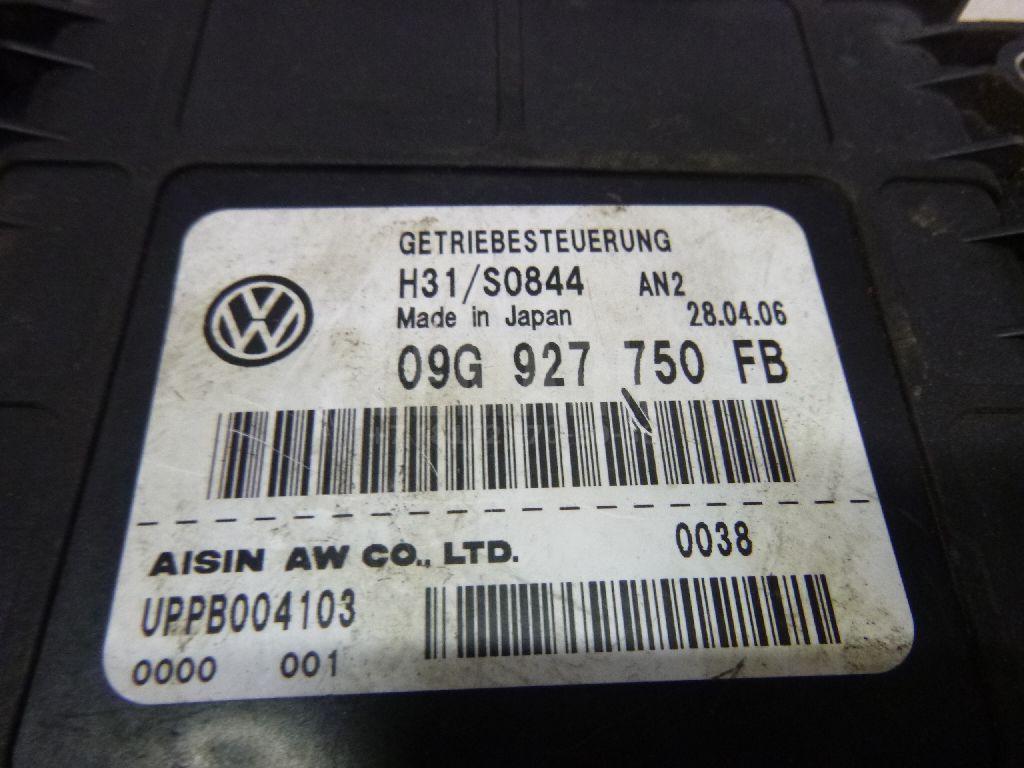 GETRIEBESTEUERUNG
H31/S0844 AN2
Made in Japan 28.04.06
09G 927 750 FB
AISIN AW CO., LTD. 0038
UPPB004103
0000 001